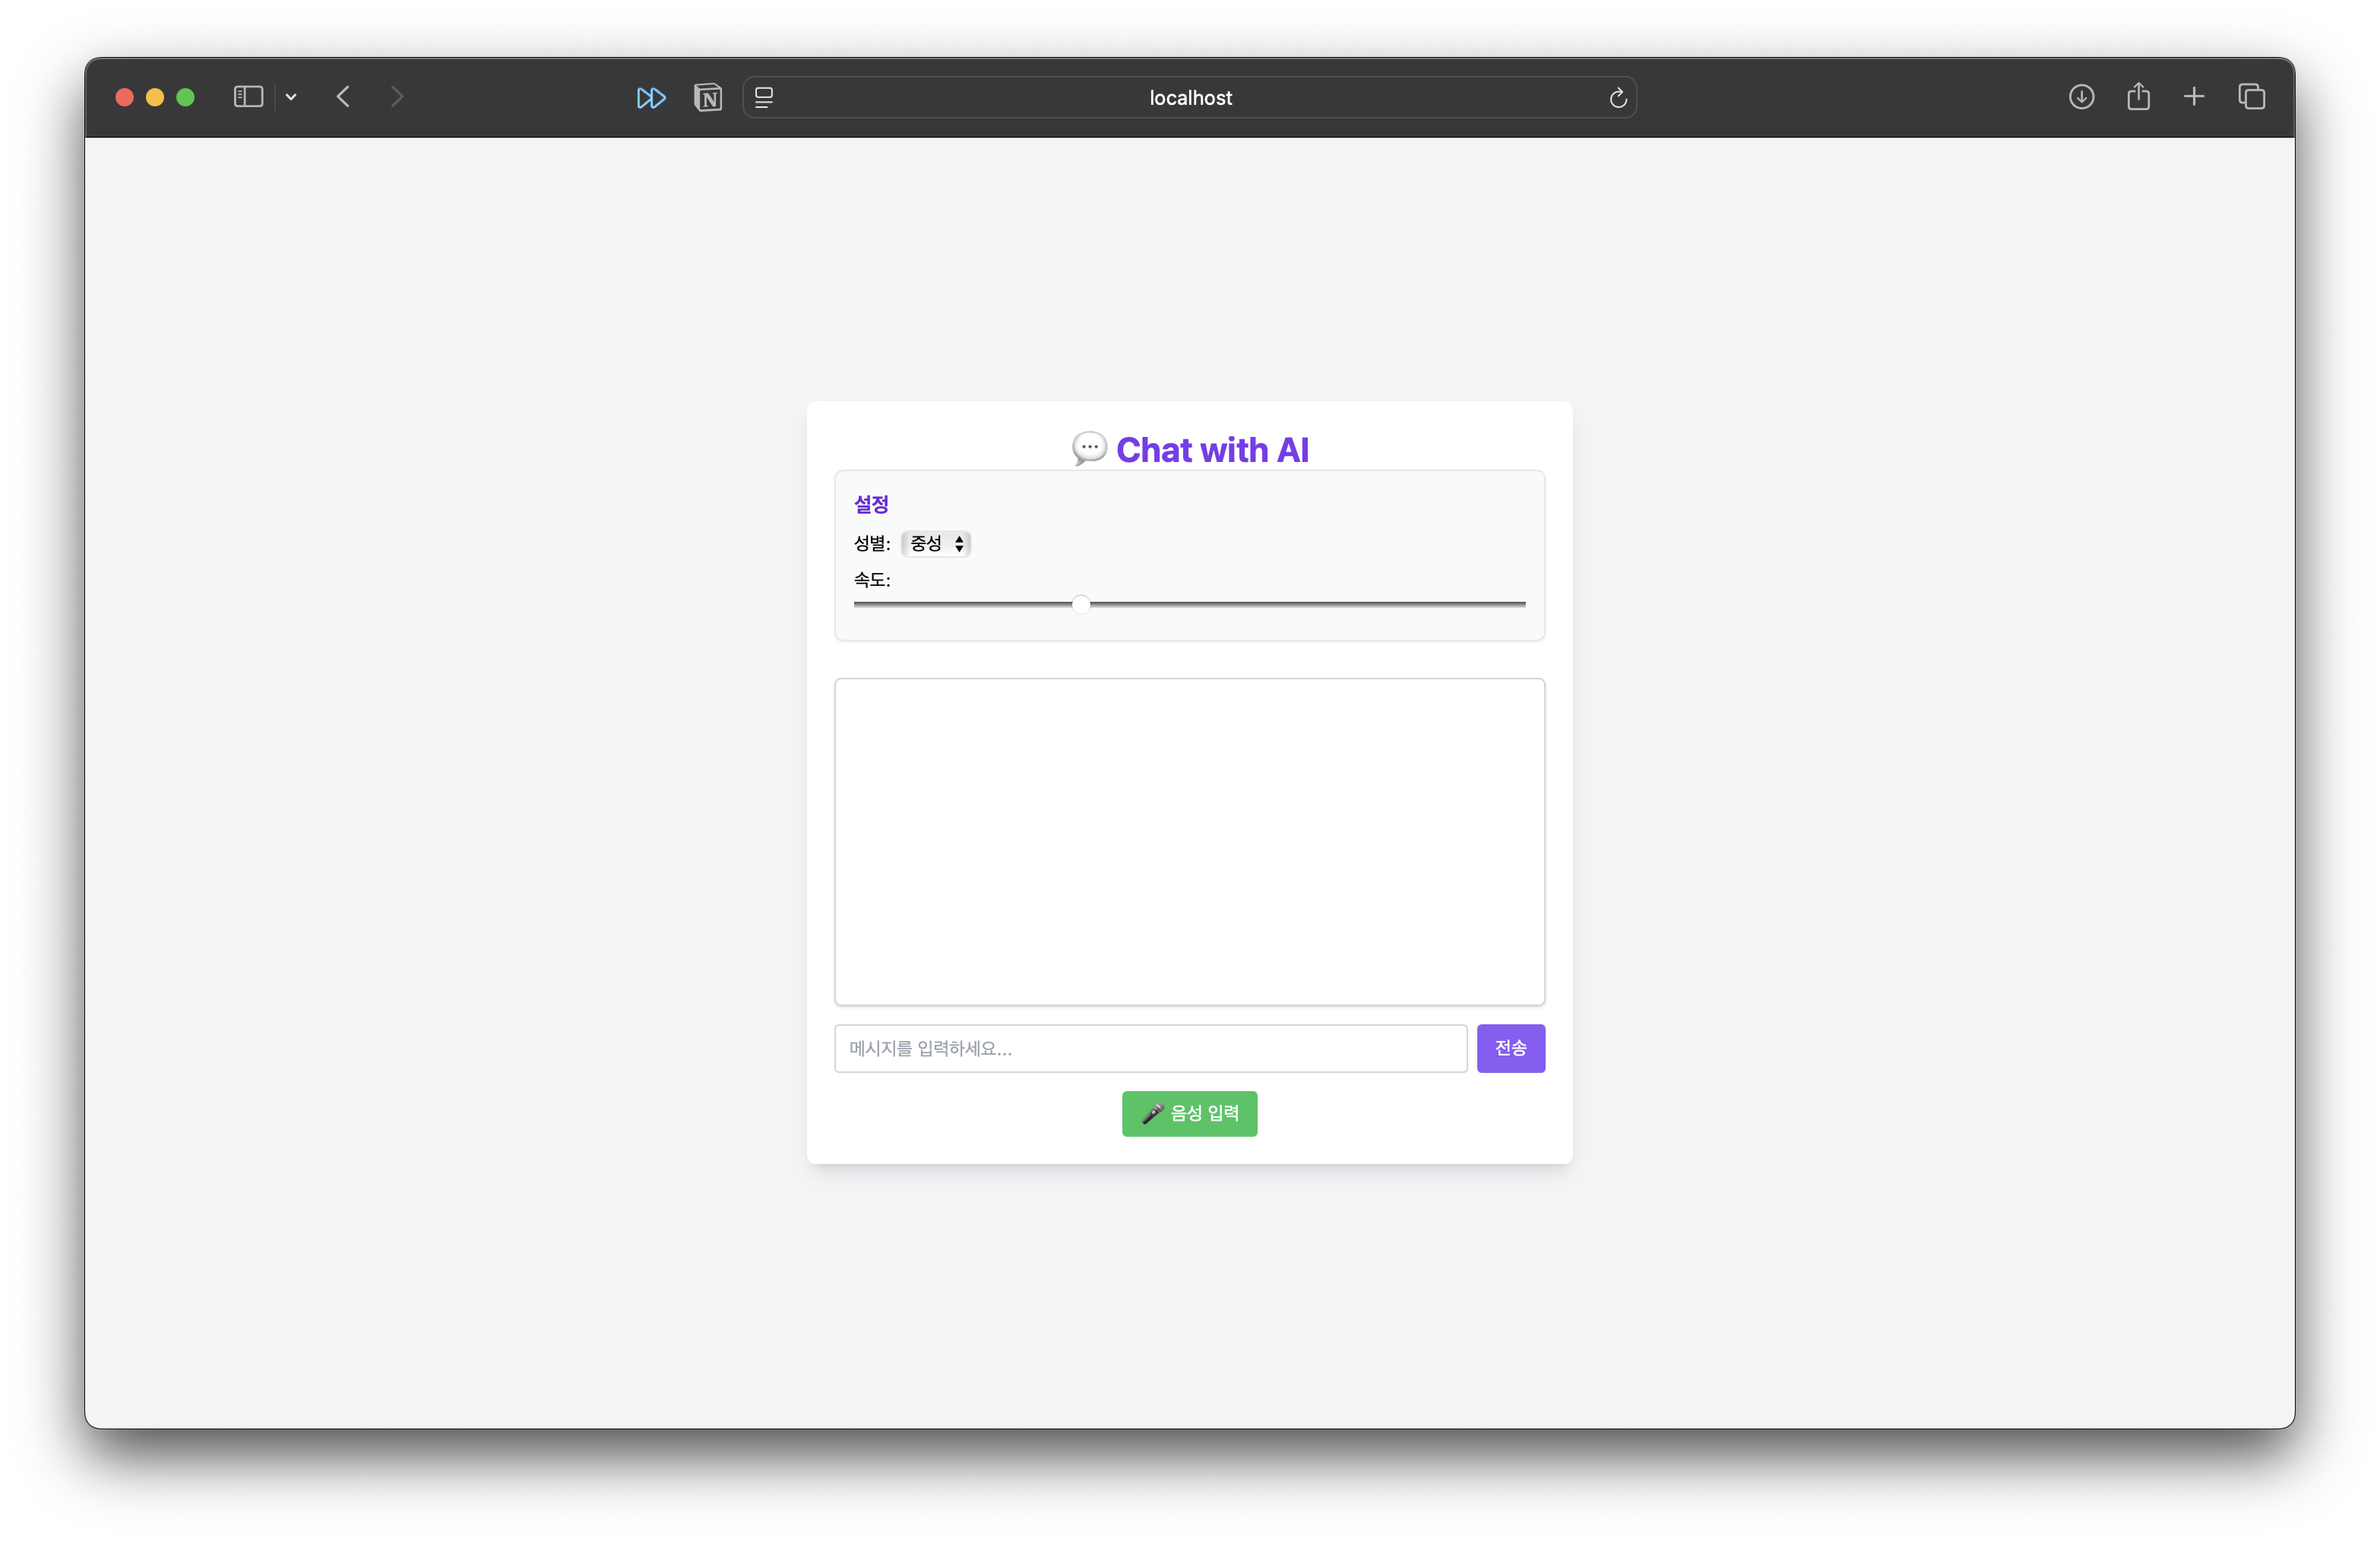 localhost
💬 Chat with AI
설정
성별: 중성
속도:
메시지를 입력하세요...
전송
🎤 음성 입력